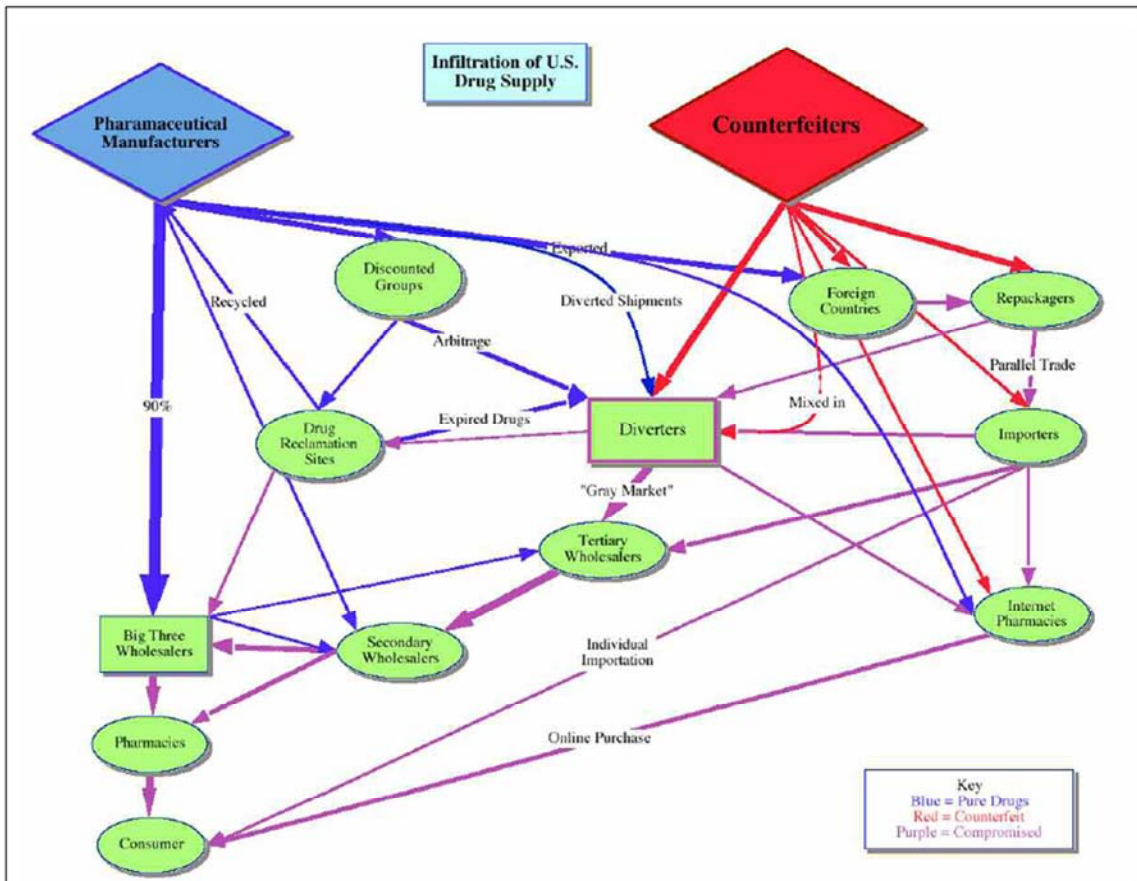 Infiltration of U.S.
Drug Supply
Pharamaceutical
Manufacturers
Counterfeiters
Exported
Discounted
Groups
Recycled
Diverted Shipments
Foreign
Countries
Repackagers
Arbitrage
Parallel Trade
90%
Mixed in
Drug
Reclamation
Sites
Expired Drugs
Diverters
Importers
"Gray Market"
Tertiary
Wholesalers
Internet
Pharmacies
Big Three
Wholesalers
Secondary
Wholesalers
Individual
Importation
Pharmacies
Online Purchase
Consumer
Key
Blue = Pure Drugs
Red = Counterfeit
Purple = Compromised